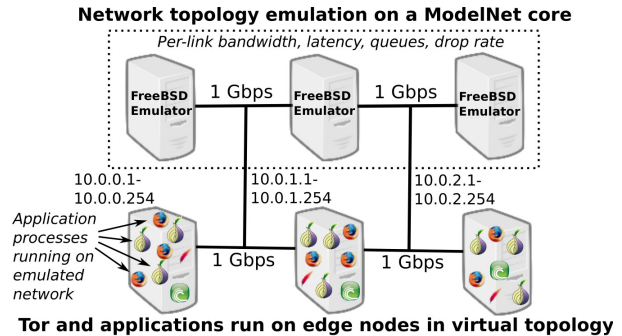 Network topology emulation on a ModelNet core
Per-link bandwidth, latency, queues, drop rate
FreeBSD
Emulator
1 Gbps
FreeBSD
Emulator
1 Gbps
FreeBSD
Emulator
10.0.0.1-
10.0.0.254
10.0.1.1-
10.0.1.254
10.0.2.1-
10.0.2.254
Application
processes
running on
emulated
network
1 Gbps
1 Gbps
Tor and applications run on edge nodes in virtual topology